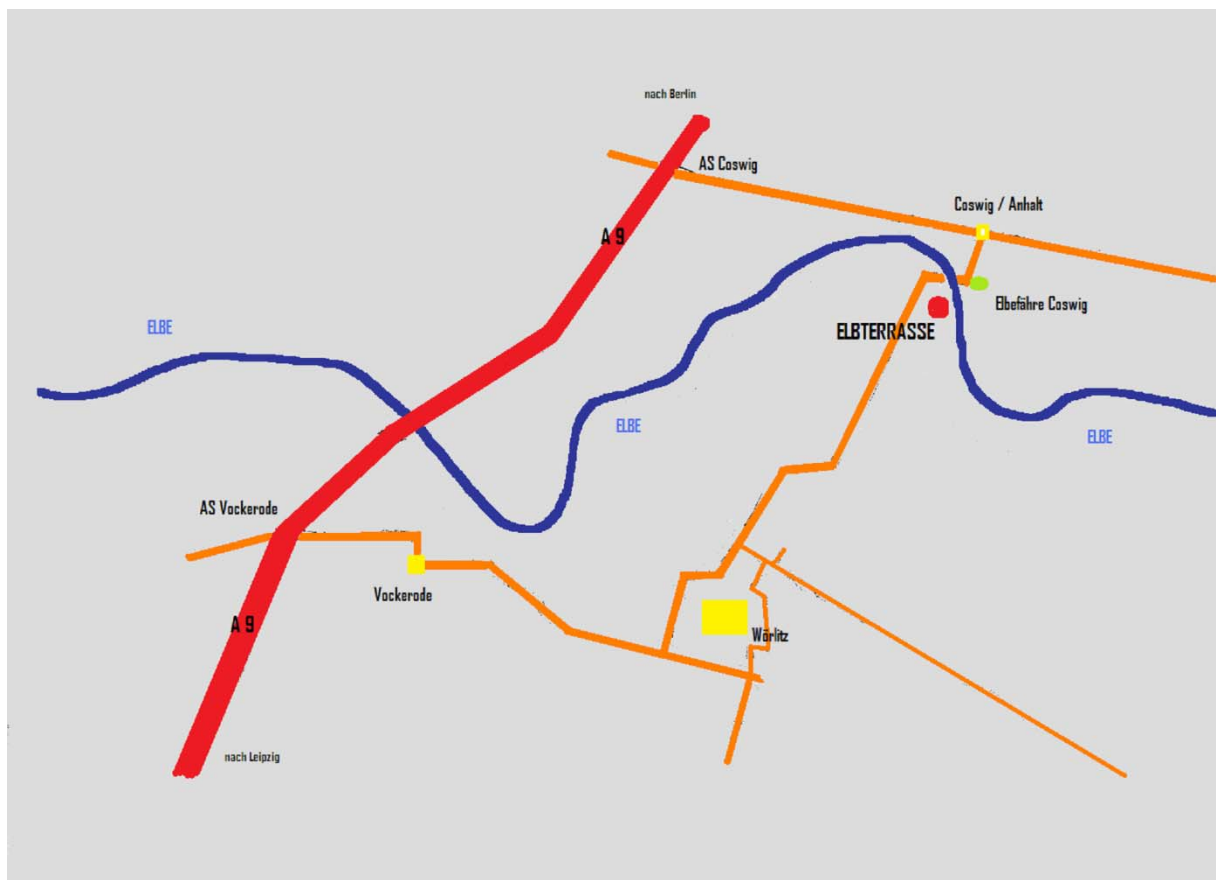 nach Berlin
AS Coswig
Coswig / Anhalt
A 9
Elbefähre Coswig
ELBE
ELBTERRASSE
ELBE
ELBE
AS Vockerode
Vockerode
A 9
Wörlitz
nach Leipzig